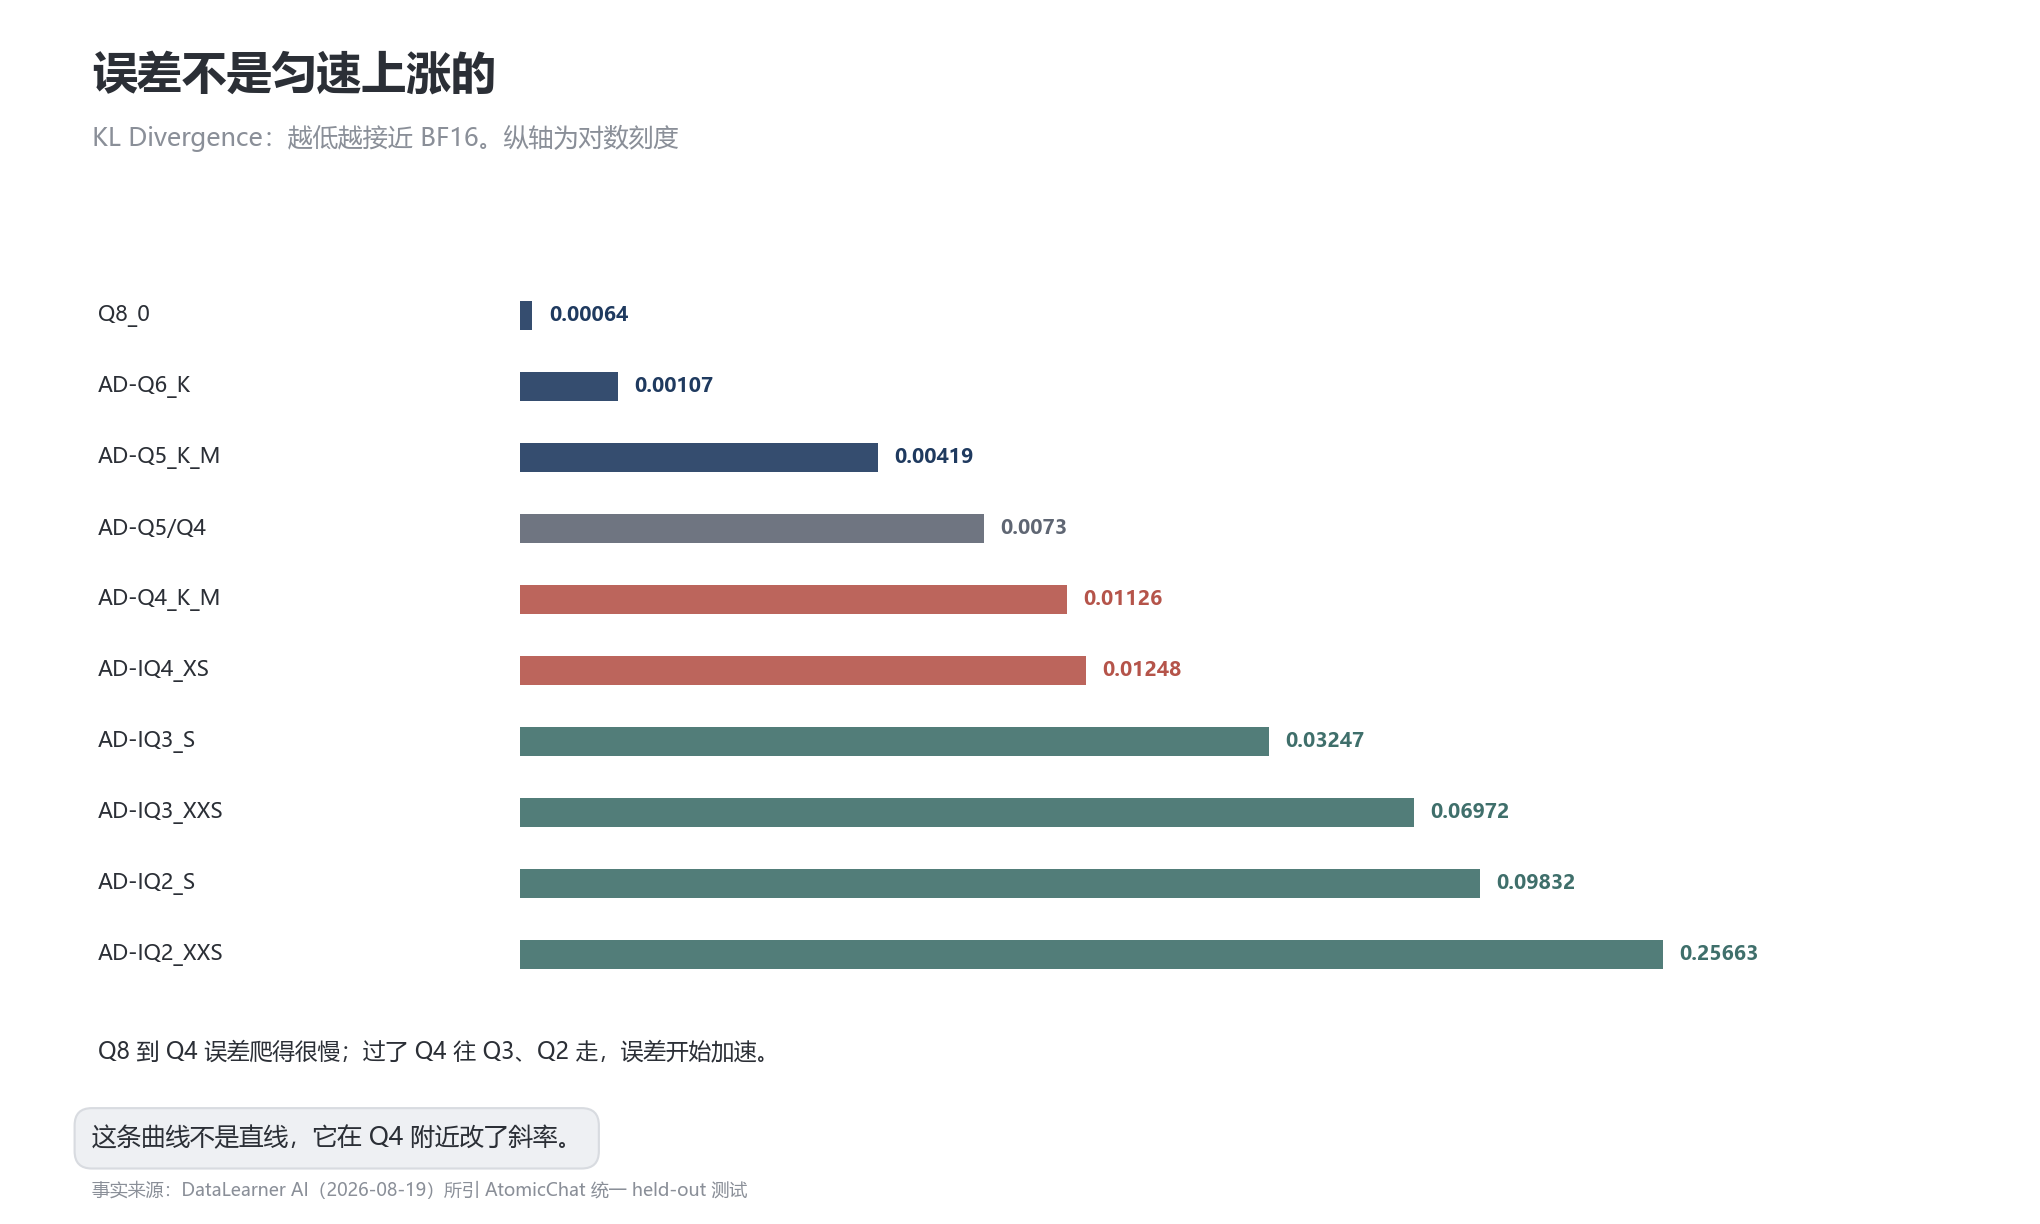 误差不是匀速上涨的
KL Divergence：越低越接近 BF16。纵轴为对数刻度
Q8_0 0.00064
AD-Q6_K 0.00107
AD-Q5_K_M 0.00419
AD-Q5/Q4 0.0073
AD-Q4_K_M 0.01126
AD-IQ4_XS 0.01248
AD-IQ3_S 0.03247
AD-IQ3_XXS 0.06972
AD-IQ2_S 0.09832
AD-IQ2_XXS 0.25663
Q8 到 Q4 误差爬得很慢；过了 Q4 往 Q3、Q2 走，误差开始加速。
这条曲线不是直线，它在 Q4 附近改了斜率。
事实来源：DataLearner AI（2026-08-19）所引 AtomicChat 统一 held-out 测试